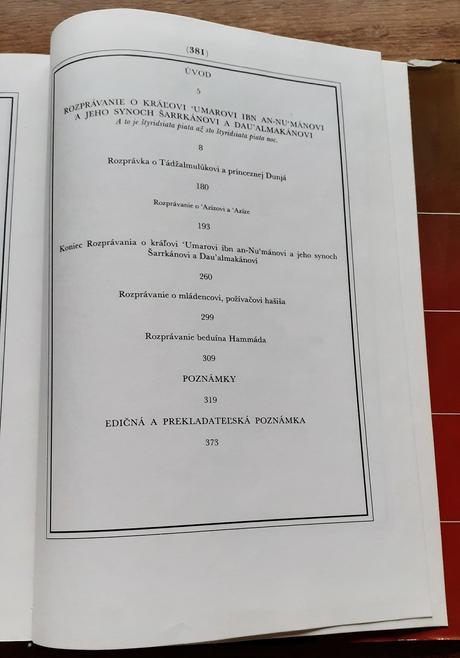 (381)
ÚVOD
5
ROZPRÁVANIE O KRÁĽOVI ‘UMAROVI IBN AN-NU‘MÁNOVI
A JEHO SYNOCH ŠARRKÁNOVI A DAU’ALMAKÁNOVI
A to je štyridsiata piata až sto štyridsiata piata noc.
8
Rozprávka o Tádžalmulúkovi a princeznej Dunjá
180
Rozprávanie o ‘Azízovi a ‘Azíze
193
Koniec Rozprávania o kráľovi ‘Umarovi ibn an-Nu‘mánovi a jeho synoch
Šarrkánovi a Dau’almakánovi
260
Rozprávanie o mládencovi, požívačovi hašiša
299
Rozprávanie beduína Hammáda
309
POZNÁMKY
319
EDIČNÁ A PREKLADATEĽSKÁ POZNÁMKA
373